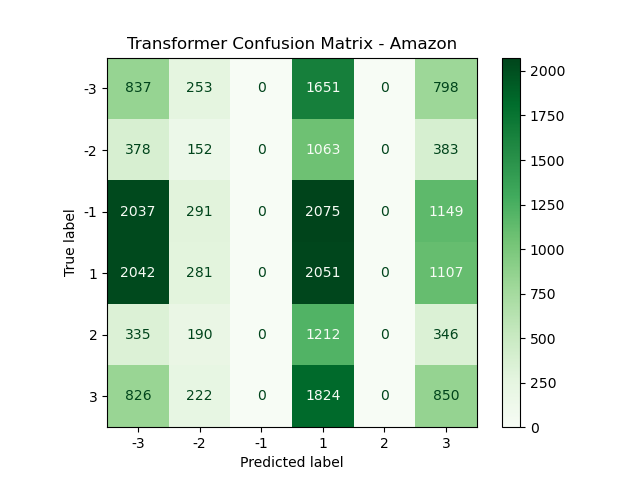 Transformer Confusion Matrix - Amazon
-3 837 253 0 1651 0 798
-2 378 152 0 1063 0 383
-1 2037 291 0 2075 0 1149
1 2042 281 0 2051 0 1107
2 335 190 0 1212 0 346
3 826 222 0 1824 0 850
-3 -2 -1 1 2 3
Predicted label
True label
2000
1750
1500
1250
1000
750
500
250
0